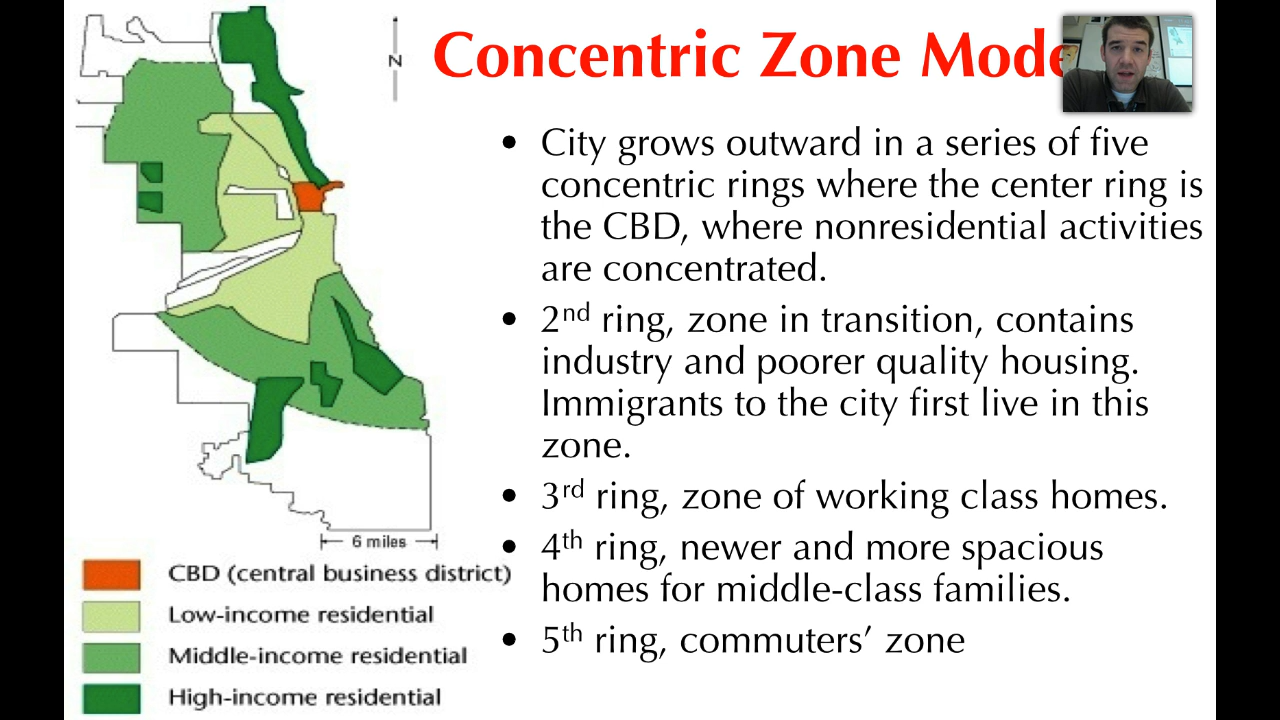 Concentric Zone Mode
N
• City grows outward in a series of five
concentric rings where the center ring is
the CBD, where nonresidential activities
are concentrated.
• 2nd ring, zone in transition, contains
industry and poorer quality housing.
Immigrants to the city first live in this
zone.
• 3rd ring, zone of working class homes.
• 4th ring, newer and more spacious
homes for middle-class families.
• 5th ring, commuters’ zone
6 miles
CBD (central business district)
Low-income residential
Middle-income residential
High-income residential